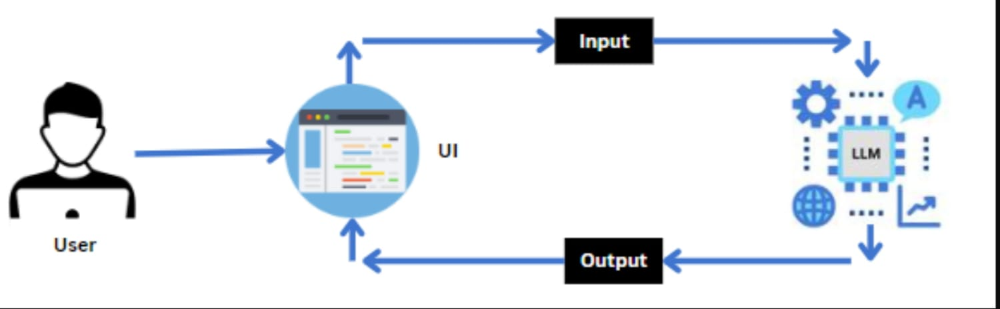 Input
A
UI
LLM
User
Output